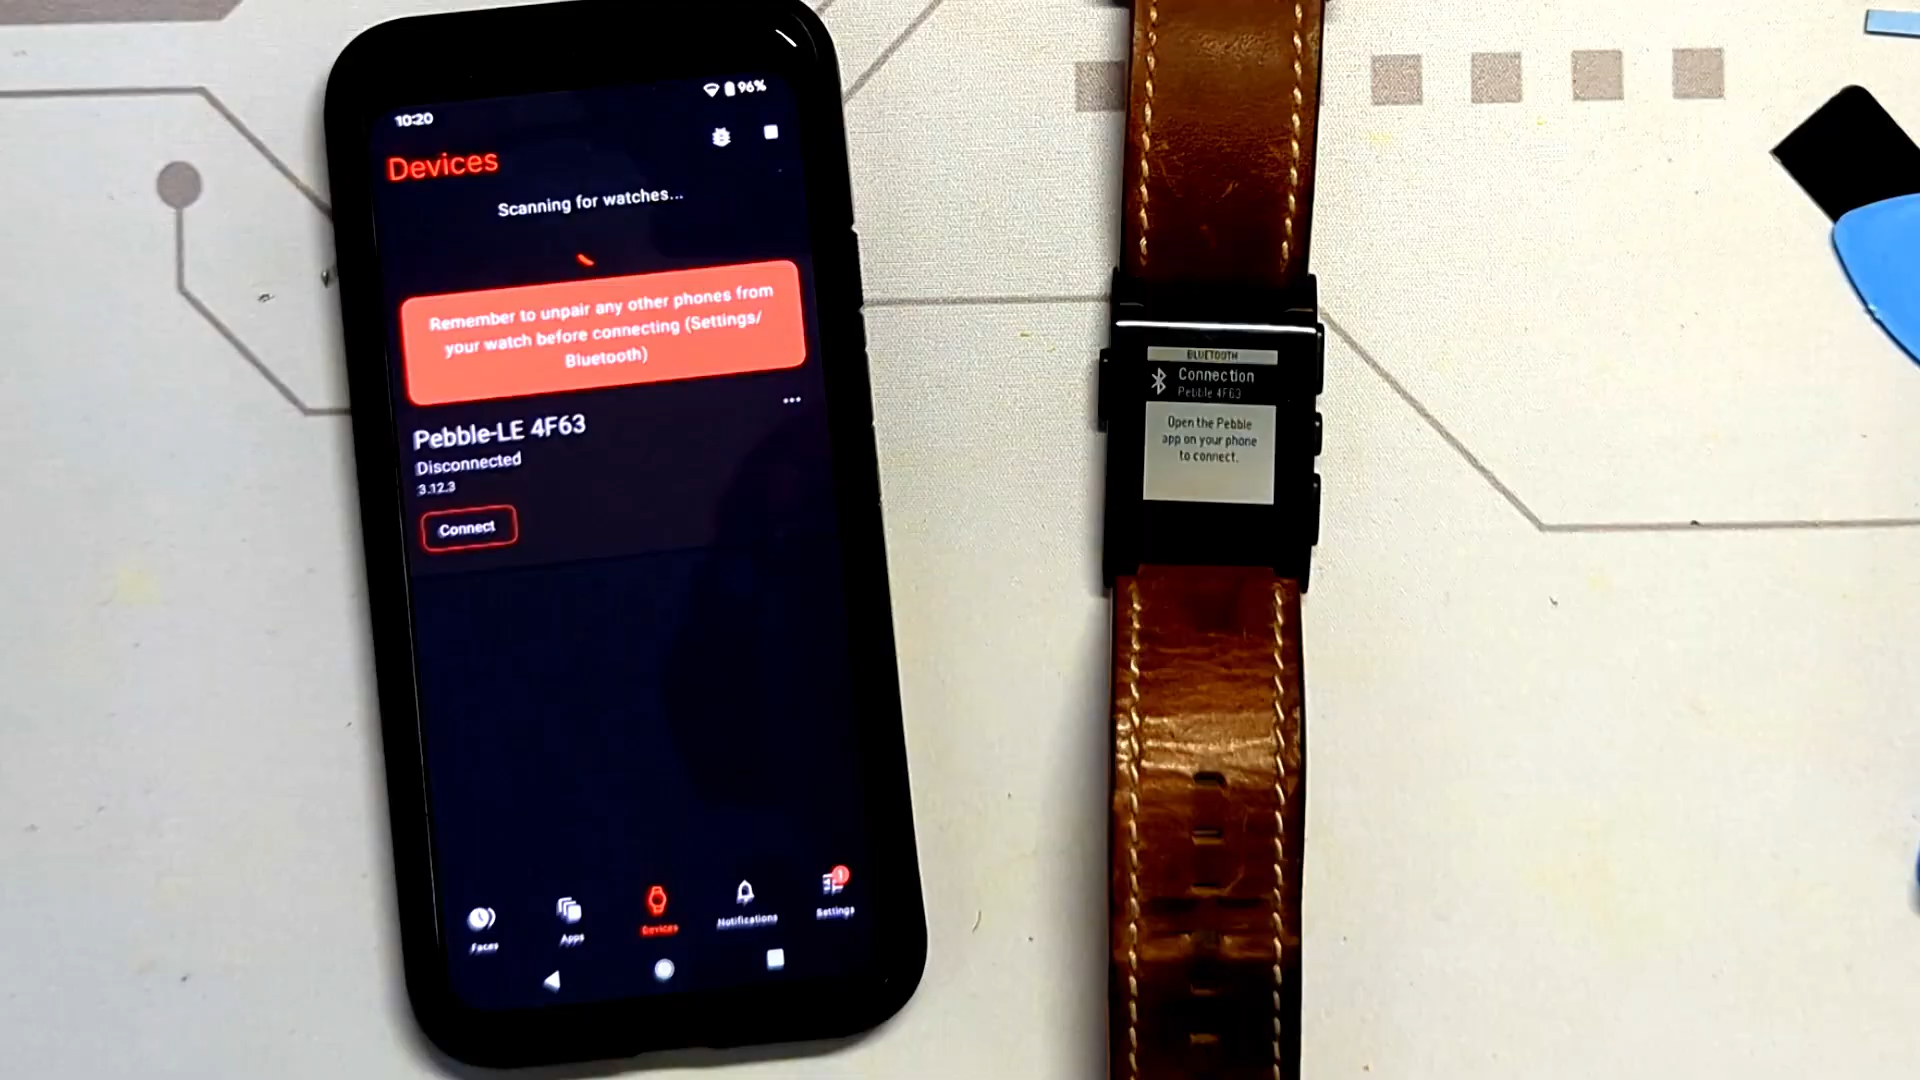 10:20
96%
Devices
Scanning for watches...
Remember to unpair any other phones from
your watch before connecting (Settings/
Bluetooth)
Pebble-LE 4F63
Disconnected
3.12.3
Connect
Faces
Apps
Devices
Notifications
1
Settings
BLUETOOTH
Connection
Pebble 4F63
Open the Pebble
app on your phone
to connect.